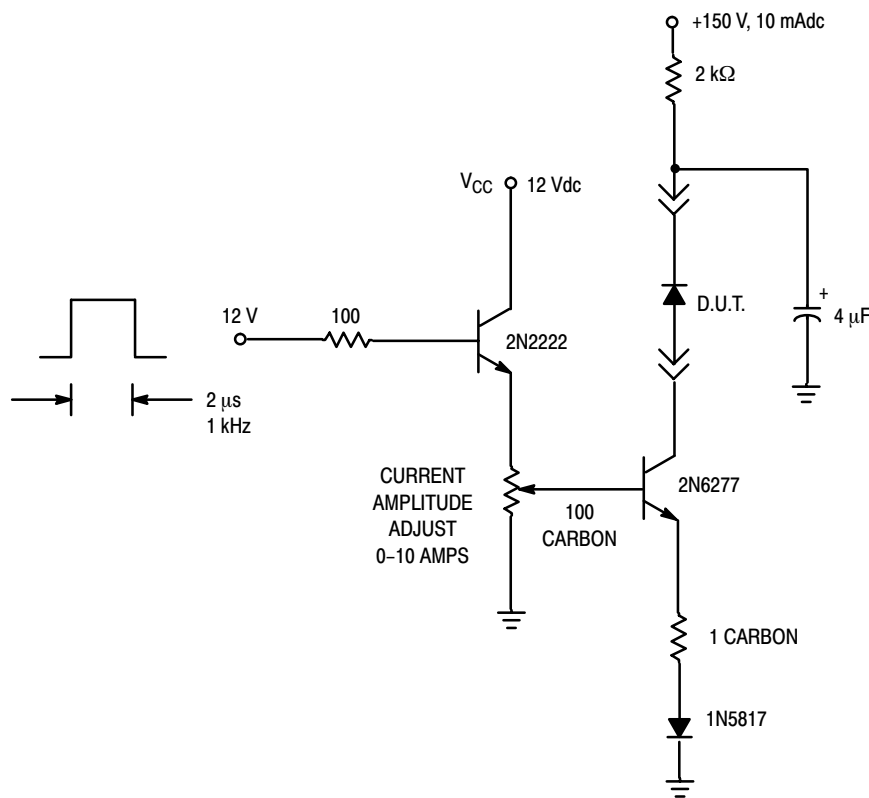 +150 V, 10 mAdc
2 kΩ
VCC
12 Vdc
12 V
100
2N2222
D.U.T.
+
4 μF
2 μs
1 kHz
CURRENT
AMPLITUDE
ADJUST
0–10 AMPS
100
CARBON
2N6277
1 CARBON
1N5817